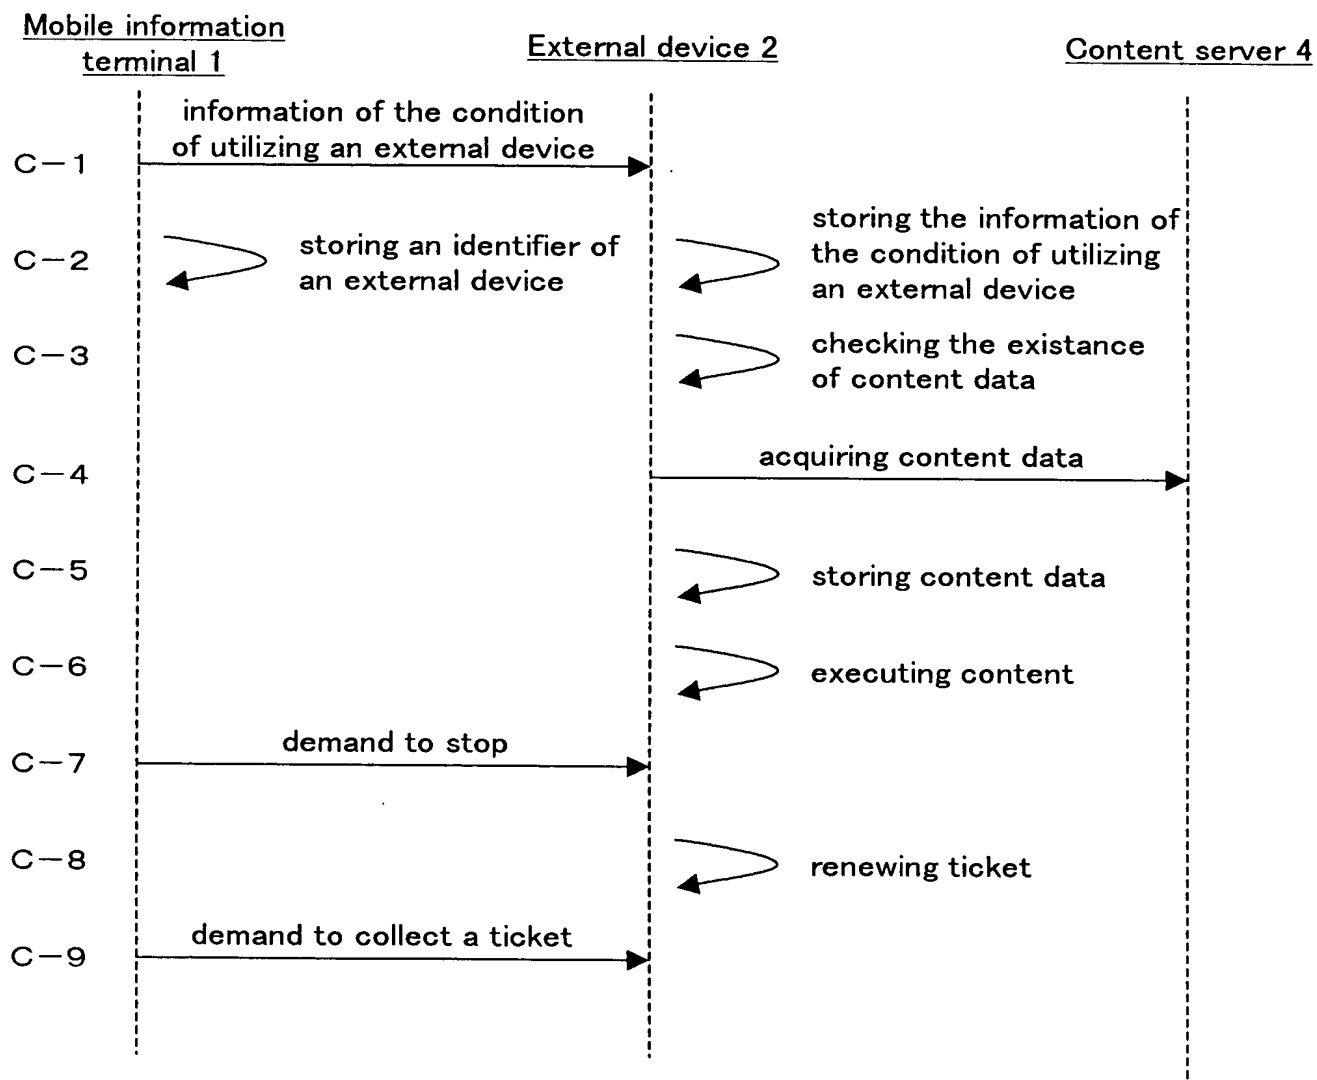 Mobile information
terminal 1
External device 2
Content server 4
information of the condition
of utilizing an external device
C-1
C-2
storing an identifier of
an external device
storing the information of
the condition of utilizing
an external device
C-3
checking the existance
of content data
C-4
acquiring content data
C-5
storing content data
C-6
executing content
C-7
demand to stop
C-8
renewing ticket
C-9
demand to collect a ticket